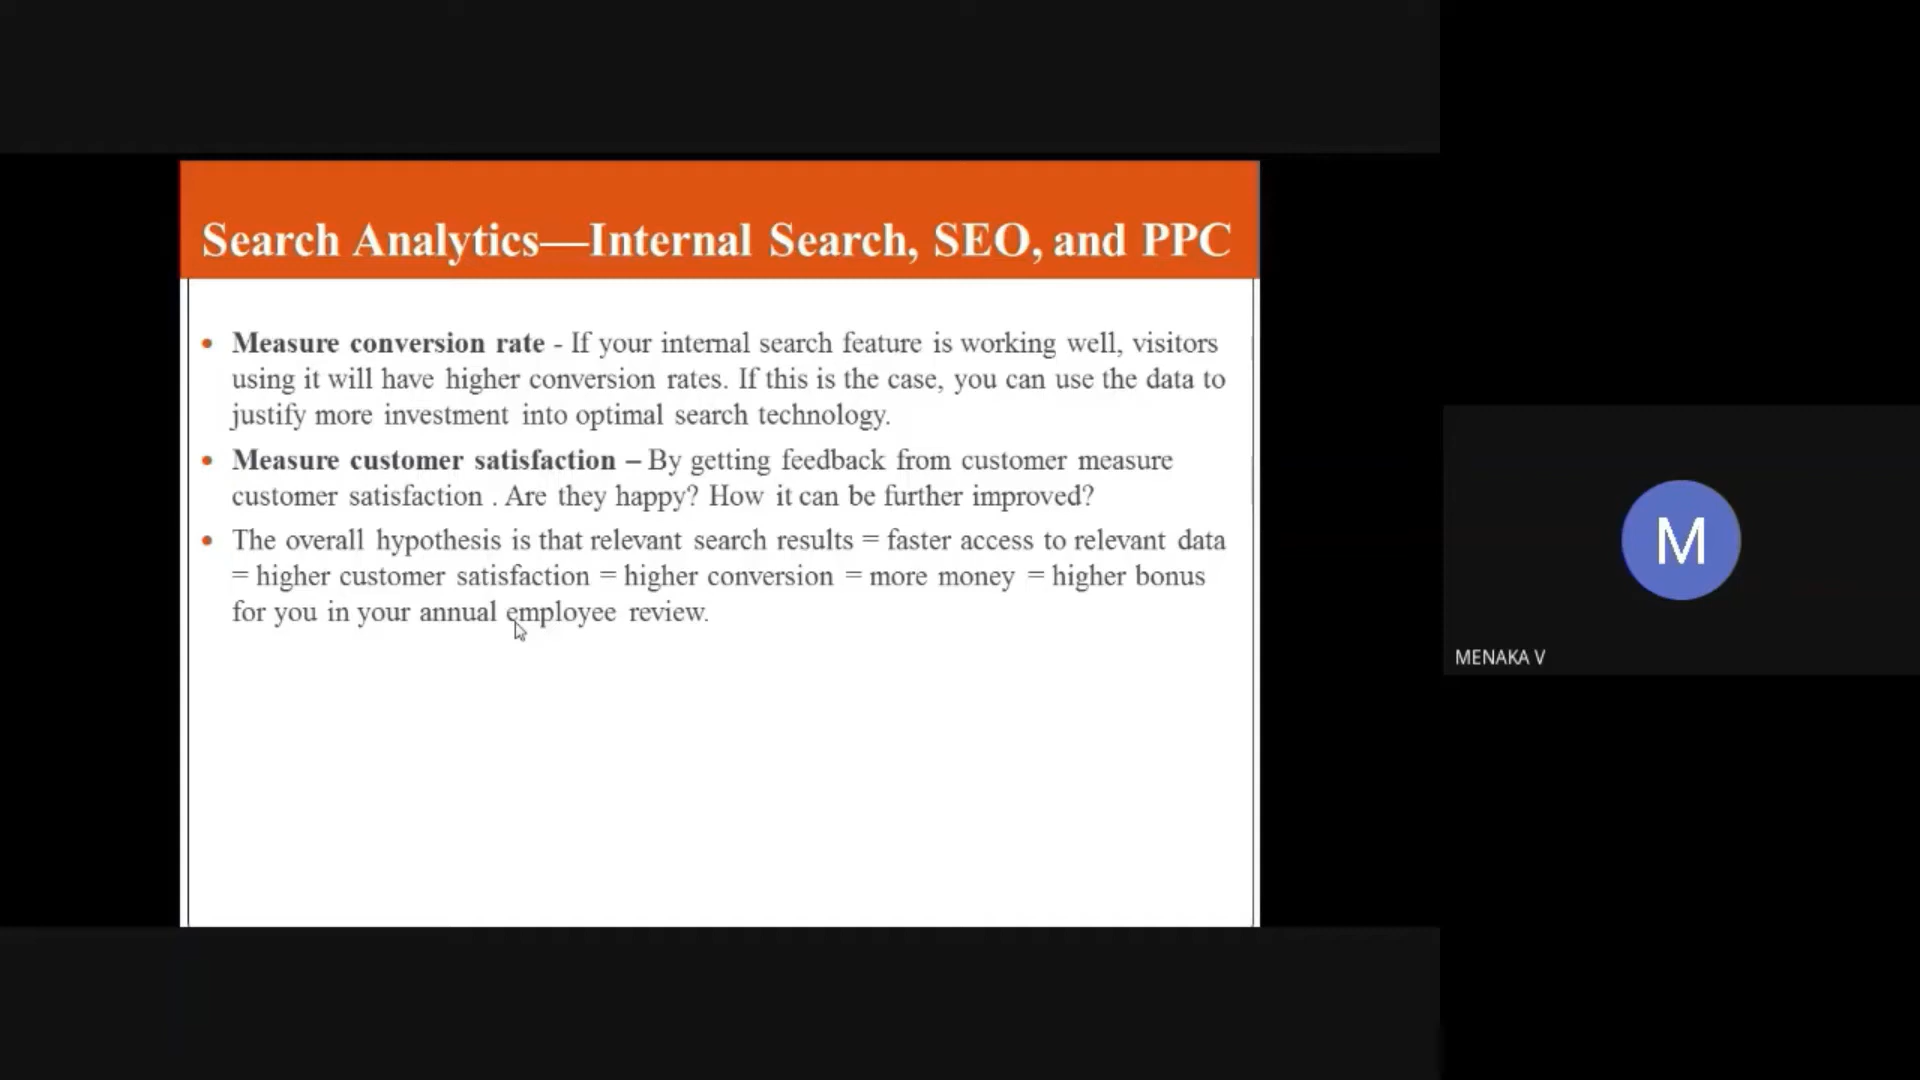 Search Analytics—Internal Search, SEO, and PPC
• Measure conversion rate - If your internal search feature is working well, visitors
using it will have higher conversion rates. If this is the case, you can use the data to
justify more investment into optimal search technology.
• Measure customer satisfaction – By getting feedback from customer measure
customer satisfaction . Are they happy? How it can be further improved?
• The overall hypothesis is that relevant search results = faster access to relevant data
= higher customer satisfaction = higher conversion = more money = higher bonus
for you in your annual employee review.
M
MENAKA V